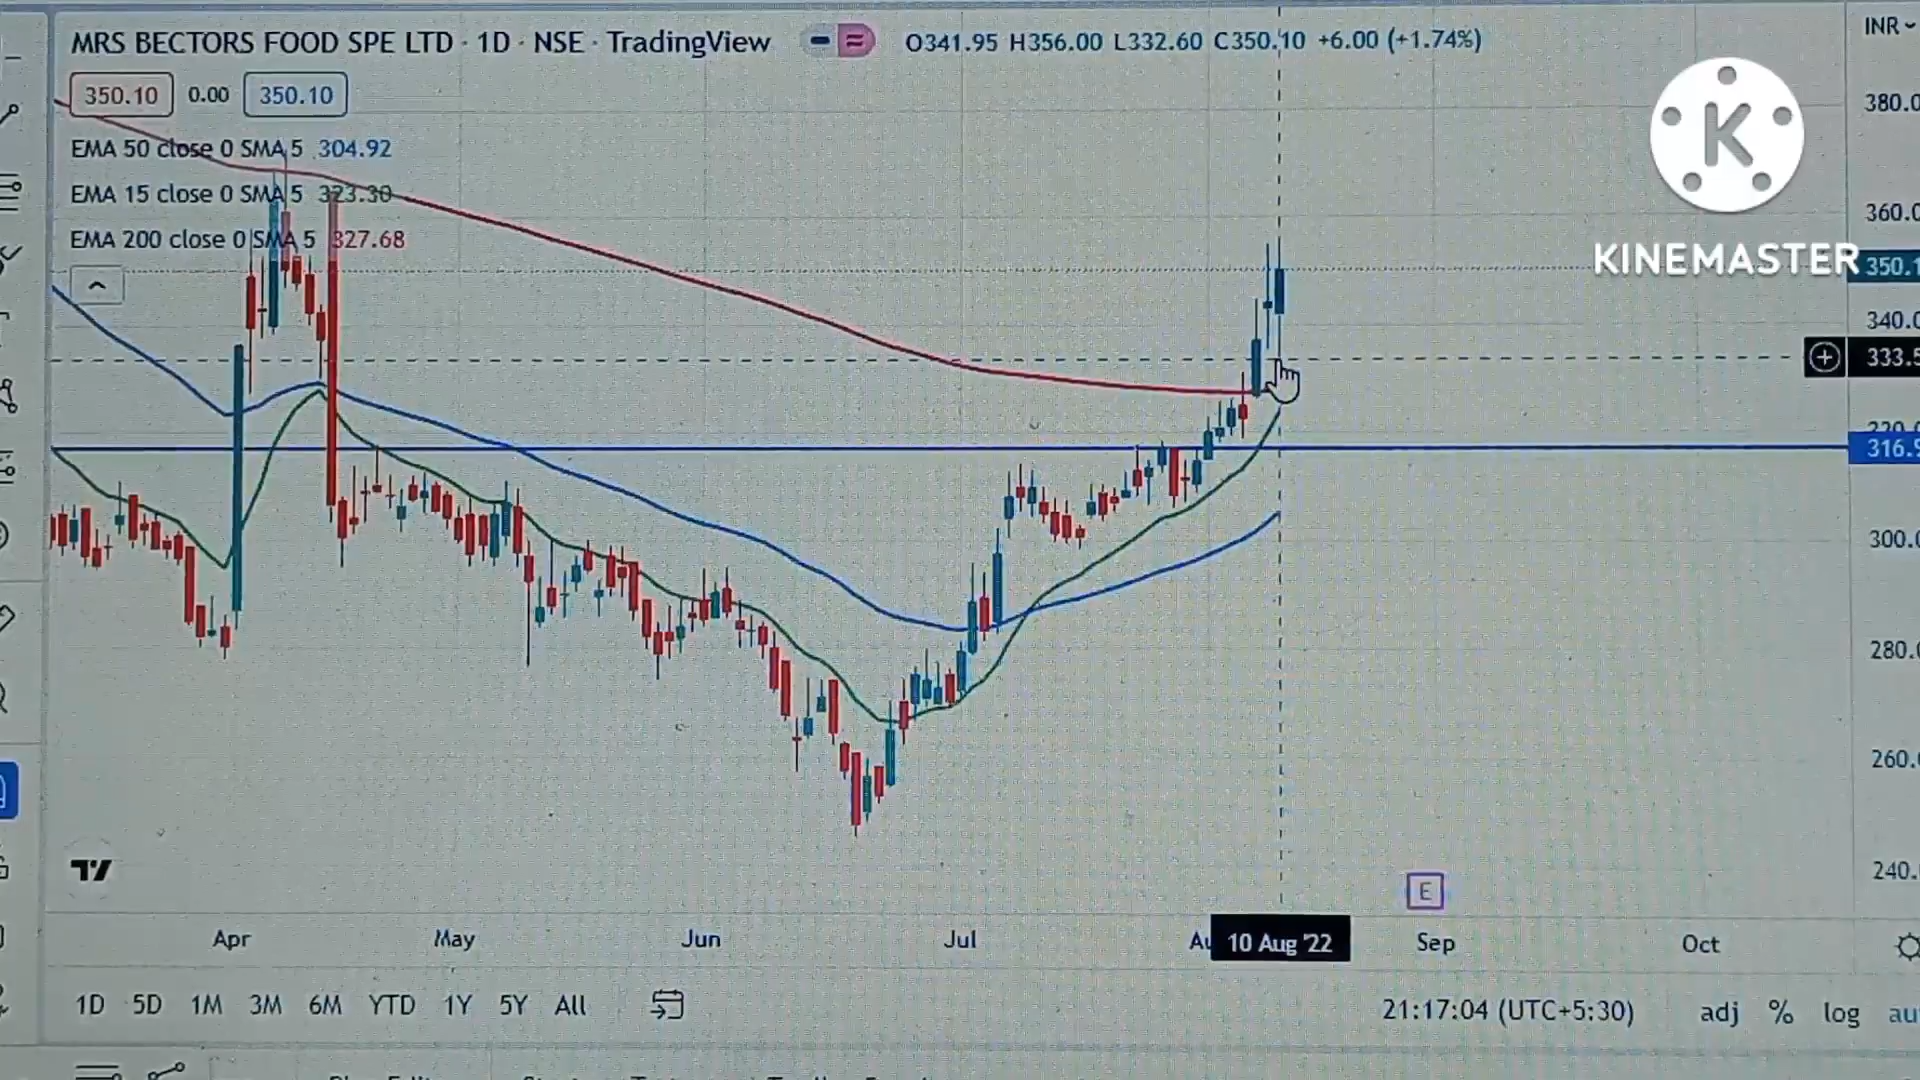 MRS BECTORS FOOD SPE LTD · 1D · NSE · TradingView
O341.95 H356.00 L332.60 C350.10 +6.00 (+1.74%)
INR
350.10 0.00 350.10
EMA 50 close 0 SMA 5 304.92
EMA 15 close 0 SMA 5 323.30
EMA 200 close 0 SMA 5 327.68
K
KINEMASTER
380.0
360.0
350.1
340.0
333.5
320.0
316.9
300.0
280.0
260.
240.
E
Apr May Jun Jul Au 10 Aug '22 Sep Oct
1D 5D 1M 3M 6M YTD 1Y 5Y All
21:17:04 (UTC+5:30) adj % log au